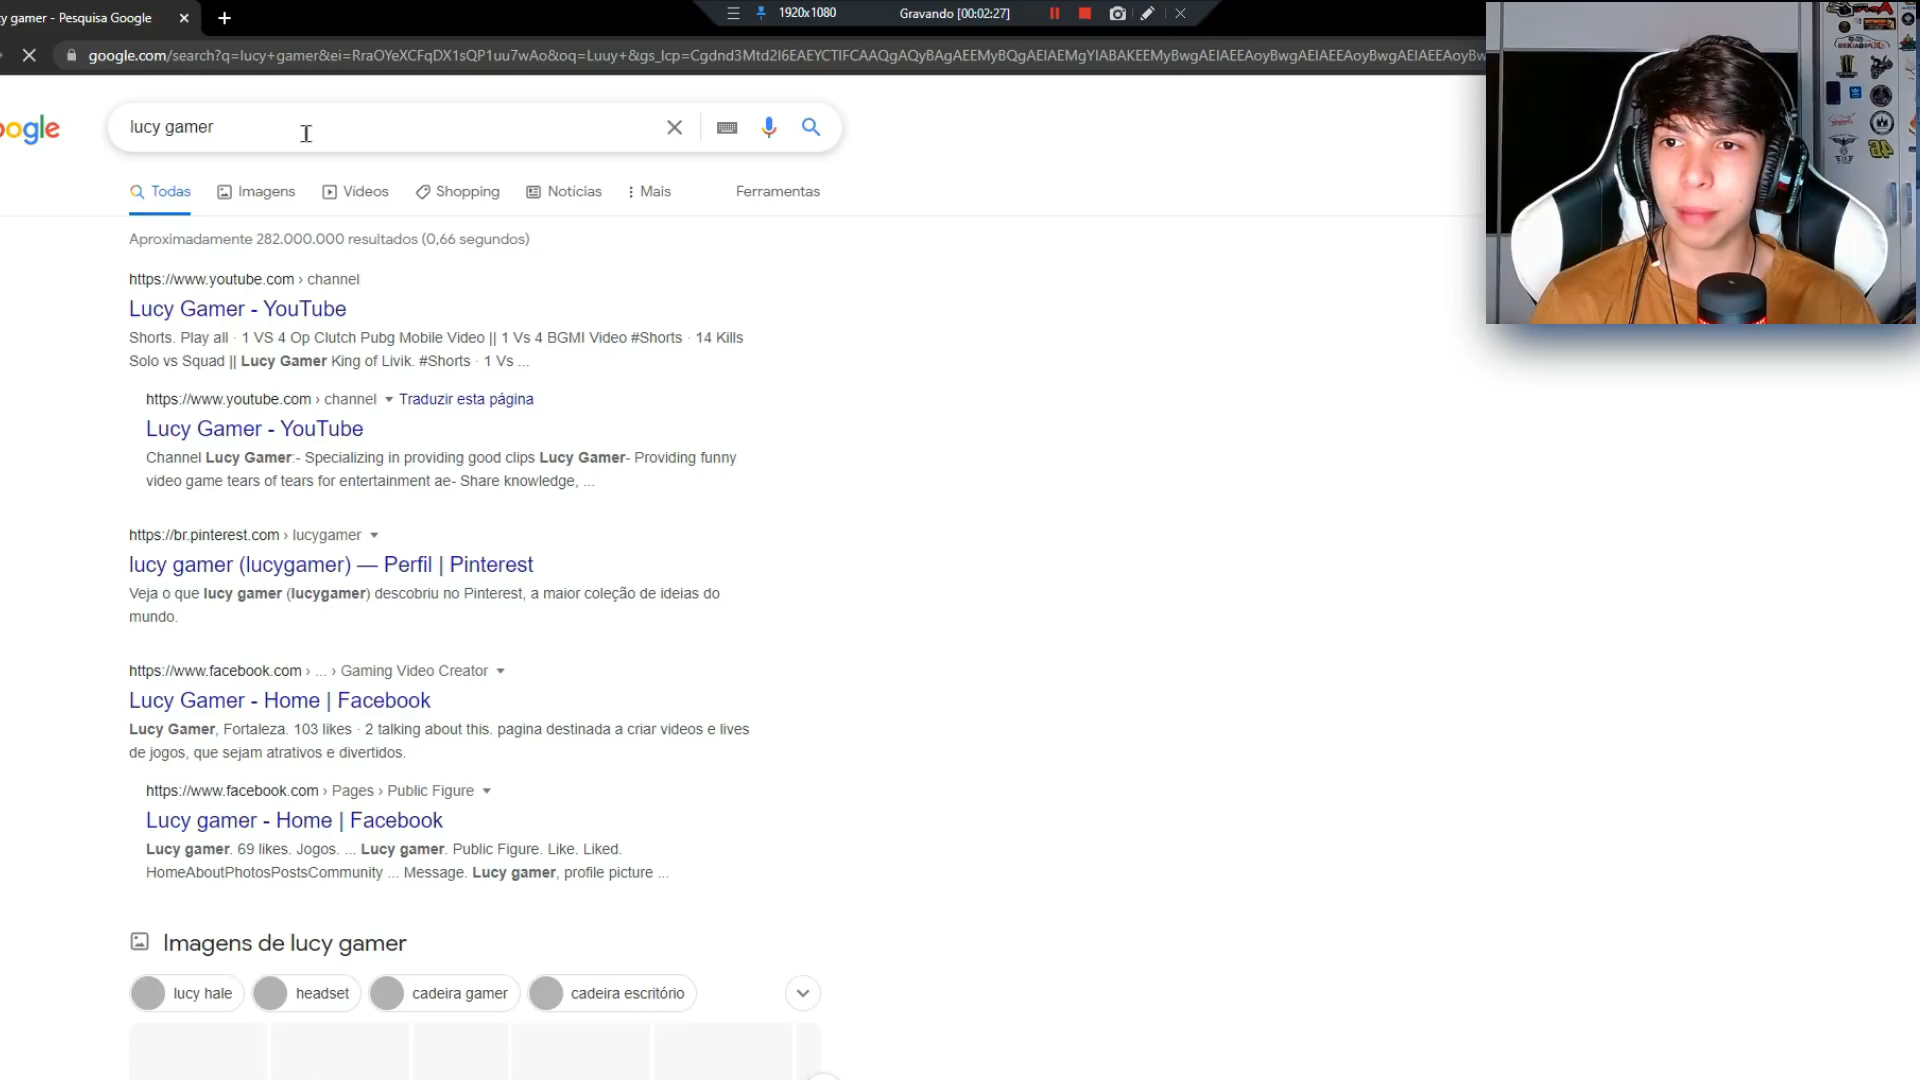 cy gamer - Pesquisa Google
1920x1080
Gravando [00:02:27]
google.com/search?q=lucy+gamer&ei=RraOYeXCFqDX1sQP1uu7wAo&oq=Luuy+&gs_lcp=Cgdnd3Mtd2l6EAEYCTIFCAAQgAQyBAgAEEMyBQgAEIAEMgYIABAKEEMyBwgAEIAEEAoyBwgAEIAEEAoyBwgAEIAEEAoyBw
oogle
lucy gamer
Todas
Imagens
Vídeos
Shopping
Notícias
Mais
Ferramentas
Aproximadamente 282.000.000 resultados (0,66 segundos)
https://www.youtube.com › channel
Lucy Gamer - YouTube
Shorts. Play all · 1 VS 4 Op Clutch Pubg Mobile Video || 1 Vs 4 BGMI Video #Shorts · 14 Kills
Solo vs Squad || Lucy Gamer King of Livik. #Shorts · 1 Vs ...
https://www.youtube.com › channel Traduzir esta página
Lucy Gamer - YouTube
Channel Lucy Gamer:- Specializing in providing good clips Lucy Gamer- Providing funny
video game tears of tears for entertainment ae- Share knowledge, ...
https://br.pinterest.com › lucygamer
lucy gamer (lucygamer) — Perfil | Pinterest
Veja o que lucy gamer (lucygamer) descobriu no Pinterest, a maior coleção de ideias do
mundo.
https://www.facebook.com › ... › Gaming Video Creator
Lucy Gamer - Home | Facebook
Lucy Gamer, Fortaleza. 103 likes · 2 talking about this. pagina destinada a criar videos e lives
de jogos, que sejam atrativos e divertidos.
https://www.facebook.com › Pages › Public Figure
Lucy gamer - Home | Facebook
Lucy gamer. 69 likes. Jogos. ... Lucy gamer. Public Figure. Like. Liked.
HomeAboutPhotosPostsCommunity ... Message. Lucy gamer, profile picture ...
Imagens de lucy gamer
lucy hale
headset
cadeira gamer
cadeira escritório
46